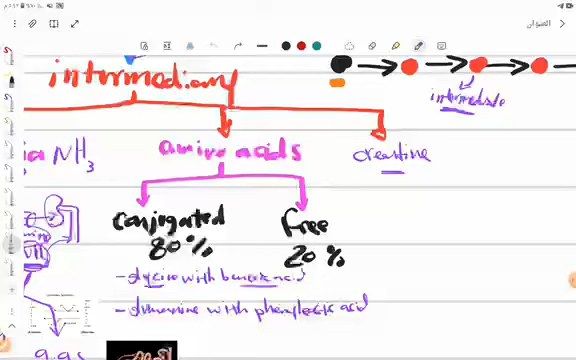 العنوان
intermediary
intermediate
NH3
amino acids
creatine
conjugated
free
80 %
20 %
- glycine with benzoic acid
- glutamine with phenylacetic acid
a.as